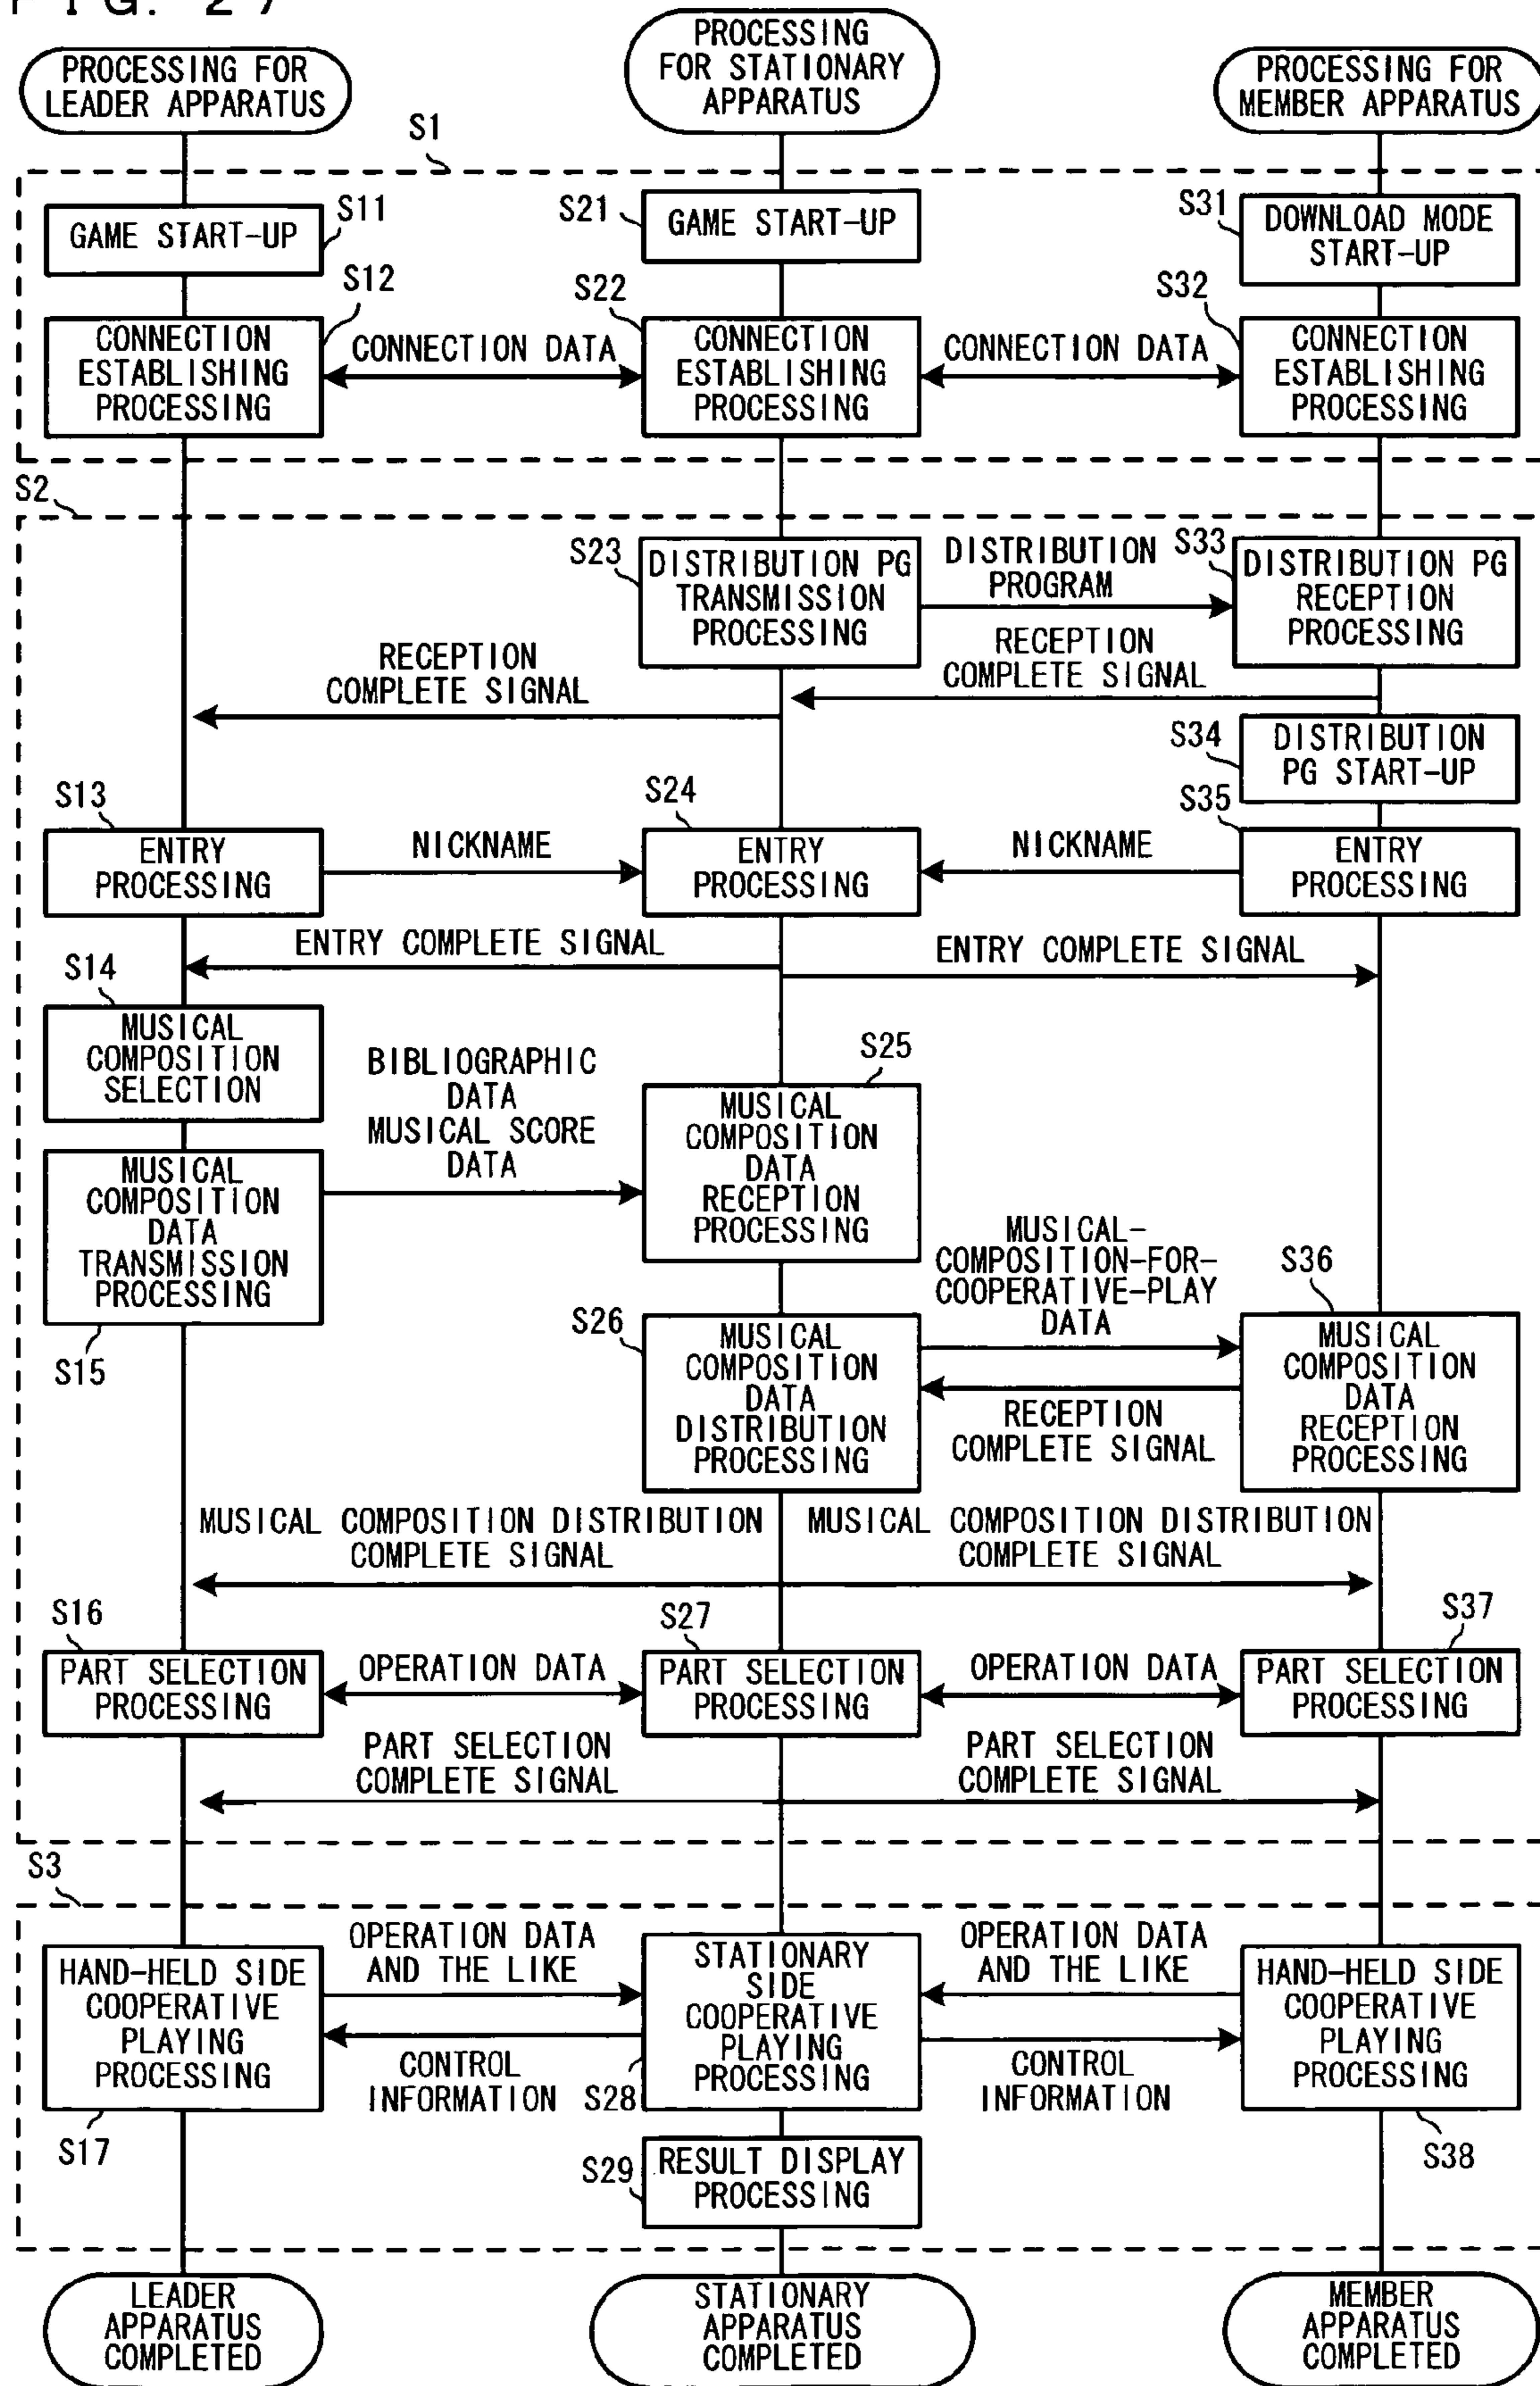 FIG. 27
PROCESSING FOR
LEADER APPARATUS
PROCESSING
FOR STATIONARY
APPARATUS
PROCESSING FOR
MEMBER APPARATUS
S1
GAME START-UP
S11
S21
GAME START-UP
S31
DOWNLOAD MODE
START-UP
S12
CONNECTION
ESTABLISHING
PROCESSING
CONNECTION DATA
S22
CONNECTION
ESTABLISHING
PROCESSING
CONNECTION DATA
S32
CONNECTION
ESTABLISHING
PROCESSING
S2
S23
DISTRIBUTION PG
TRANSMISSION
PROCESSING
DISTRIBUTION
PROGRAM
S33
DISTRIBUTION PG
RECEPTION
PROCESSING
RECEPTION
COMPLETE SIGNAL
RECEPTION
COMPLETE SIGNAL
S34
DISTRIBUTION
PG START-UP
S13
ENTRY
PROCESSING
NICKNAME
S24
ENTRY
PROCESSING
NICKNAME
S35
ENTRY
PROCESSING
ENTRY COMPLETE SIGNAL
ENTRY COMPLETE SIGNAL
S14
MUSICAL
COMPOSITION
SELECTION
BIBLIOGRAPHIC
DATA
MUSICAL SCORE
DATA
S25
MUSICAL
COMPOSITION
DATA
RECEPTION
PROCESSING
MUSICAL
COMPOSITION
DATA
TRANSMISSION
PROCESSING
S15
MUSICAL-
COMPOSITION-FOR-
COOPERATIVE-PLAY
DATA
S26
MUSICAL
COMPOSITION
DATA
DISTRIBUTION
PROCESSING
S36
MUSICAL
COMPOSITION
DATA
RECEPTION
PROCESSING
RECEPTION
COMPLETE SIGNAL
MUSICAL COMPOSITION DISTRIBUTION
COMPLETE SIGNAL
MUSICAL COMPOSITION DISTRIBUTION
COMPLETE SIGNAL
S16
PART SELECTION
PROCESSING
OPERATION DATA
S27
PART SELECTION
PROCESSING
OPERATION DATA
S37
PART SELECTION
PROCESSING
PART SELECTION
COMPLETE SIGNAL
PART SELECTION
COMPLETE SIGNAL
S3
HAND-HELD SIDE
COOPERATIVE
PLAYING
PROCESSING
S17
OPERATION DATA
AND THE LIKE
CONTROL
INFORMATION
STATIONARY
SIDE
COOPERATIVE
PLAYING
PROCESSING
S28
OPERATION DATA
AND THE LIKE
CONTROL
INFORMATION
HAND-HELD SIDE
COOPERATIVE
PLAYING
PROCESSING
S38
S29
RESULT DISPLAY
PROCESSING
LEADER
APPARATUS
COMPLETED
STATIONARY
APPARATUS
COMPLETED
MEMBER
APPARATUS
COMPLETED